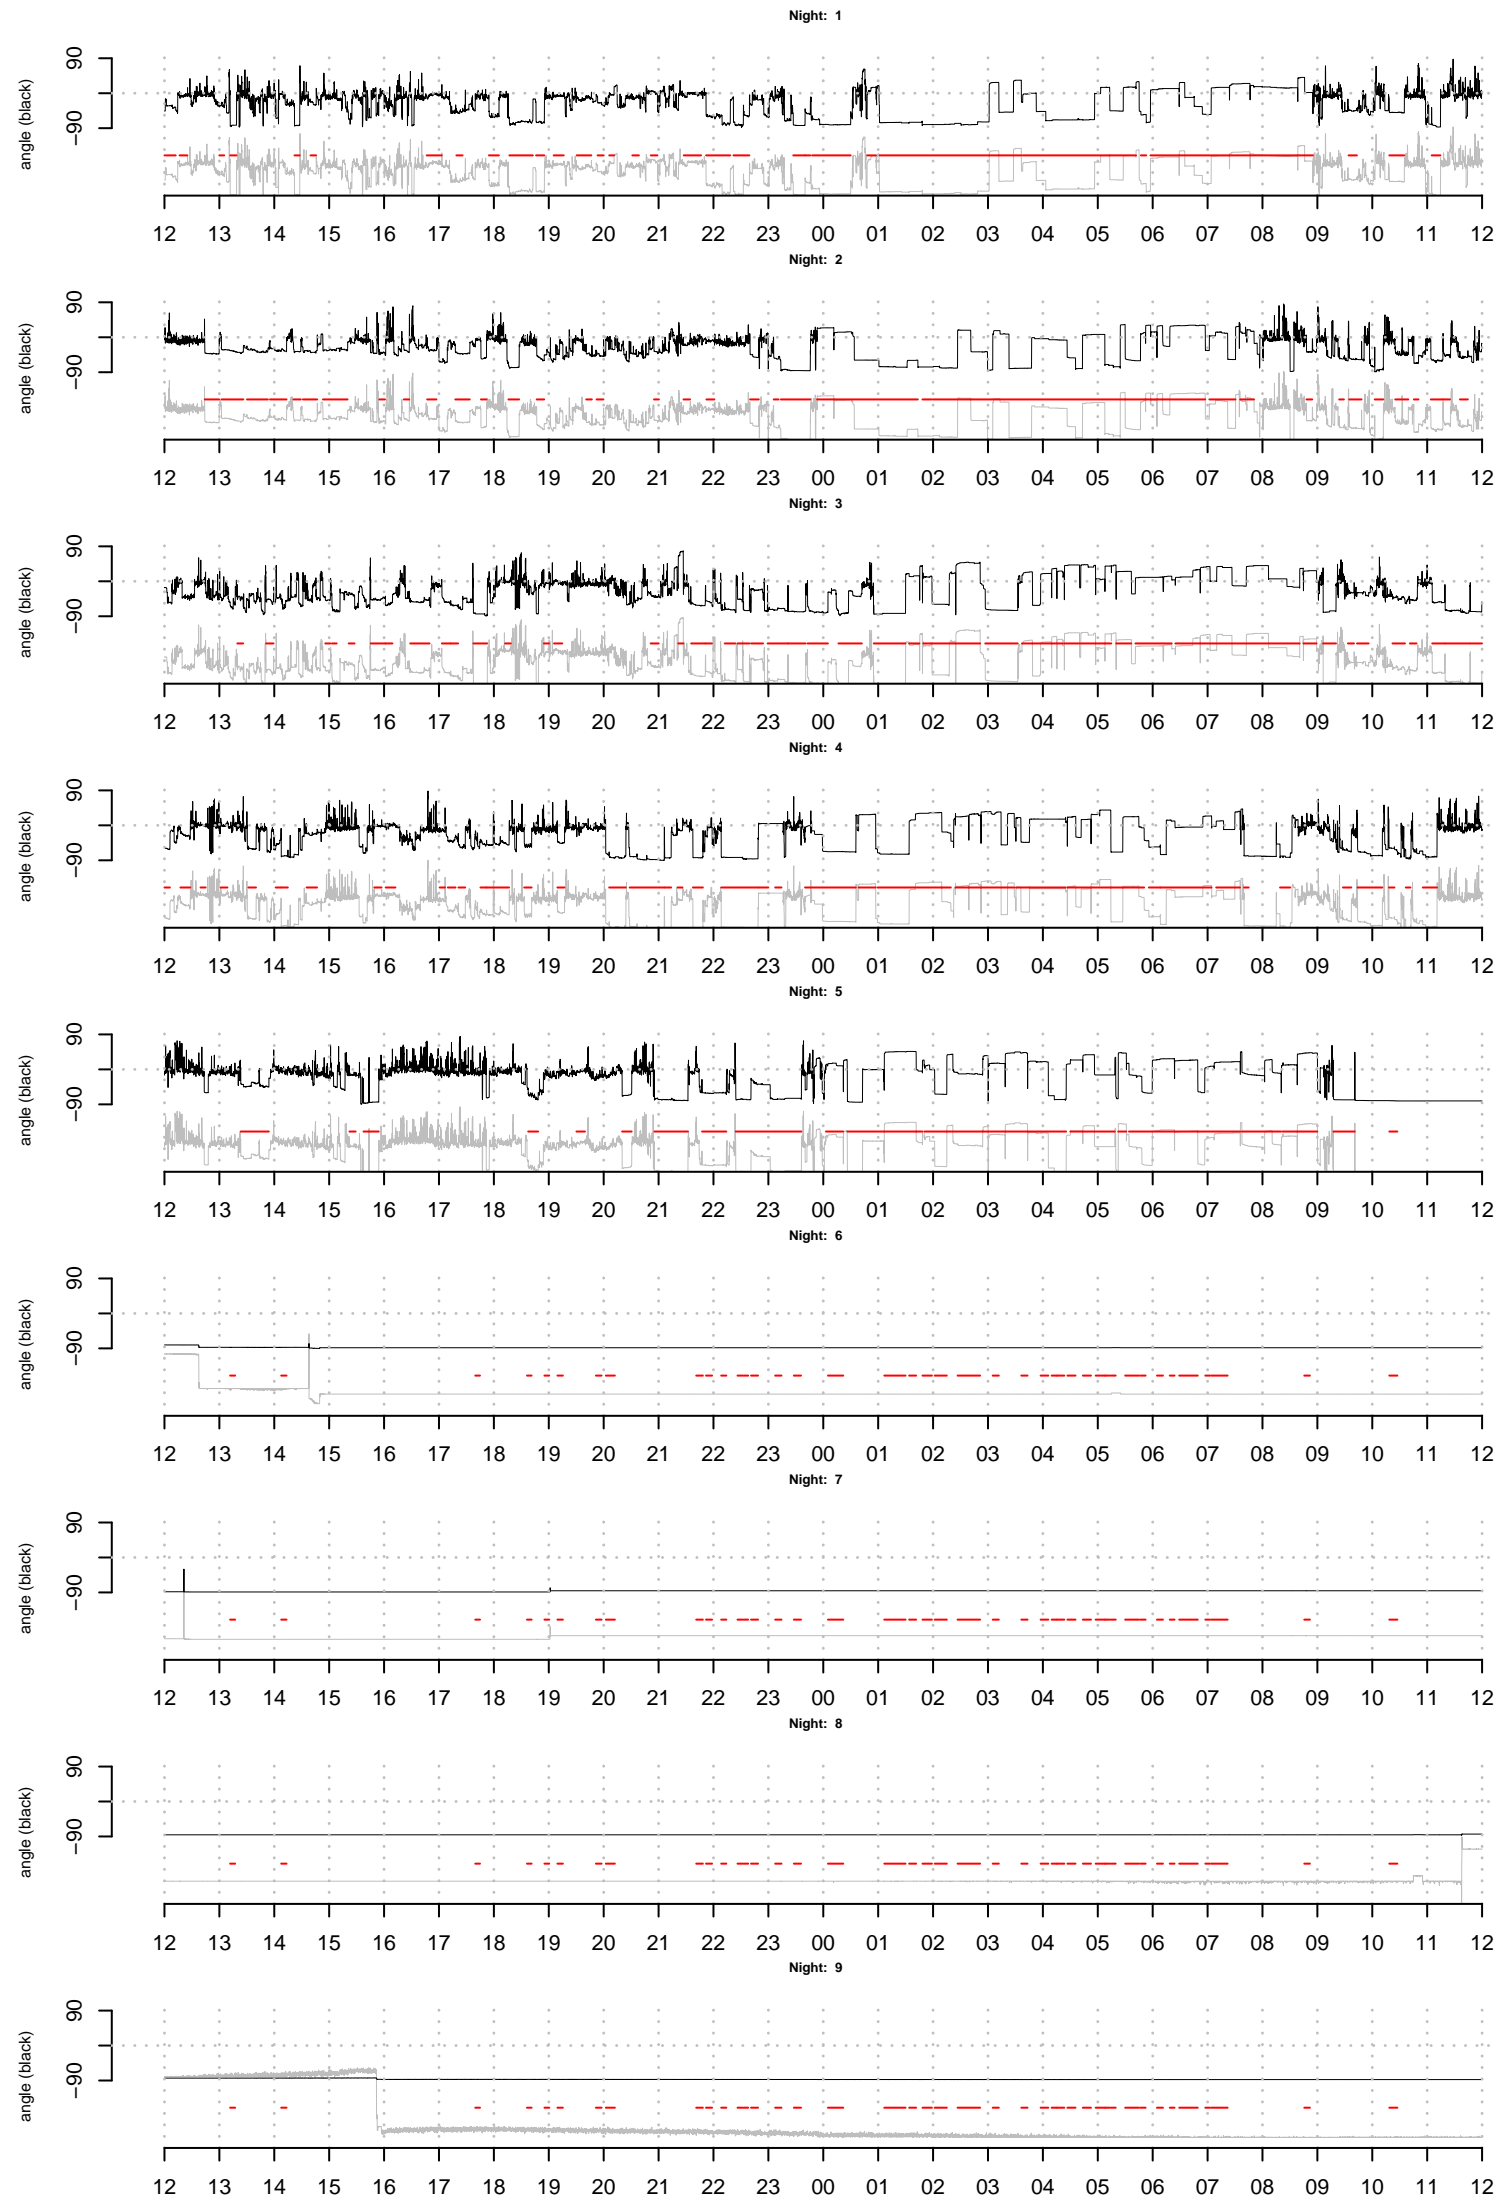 Night: 1
90
-90
angle (black)
12 13 14 15 16 17 18 19 20 21 22 23 00 01 02 03 04 05 06 07 08 09 10 11 12
Night: 2
90
-90
angle (black)
12 13 14 15 16 17 18 19 20 21 22 23 00 01 02 03 04 05 06 07 08 09 10 11 12
Night: 3
90
-90
angle (black)
12 13 14 15 16 17 18 19 20 21 22 23 00 01 02 03 04 05 06 07 08 09 10 11 12
Night: 4
90
-90
angle (black)
12 13 14 15 16 17 18 19 20 21 22 23 00 01 02 03 04 05 06 07 08 09 10 11 12
Night: 5
90
-90
angle (black)
12 13 14 15 16 17 18 19 20 21 22 23 00 01 02 03 04 05 06 07 08 09 10 11 12
Night: 6
90
-90
angle (black)
12 13 14 15 16 17 18 19 20 21 22 23 00 01 02 03 04 05 06 07 08 09 10 11 12
Night: 7
90
-90
angle (black)
12 13 14 15 16 17 18 19 20 21 22 23 00 01 02 03 04 05 06 07 08 09 10 11 12
Night: 8
90
-90
angle (black)
12 13 14 15 16 17 18 19 20 21 22 23 00 01 02 03 04 05 06 07 08 09 10 11 12
Night: 9
90
-90
angle (black)
12 13 14 15 16 17 18 19 20 21 22 23 00 01 02 03 04 05 06 07 08 09 10 11 12